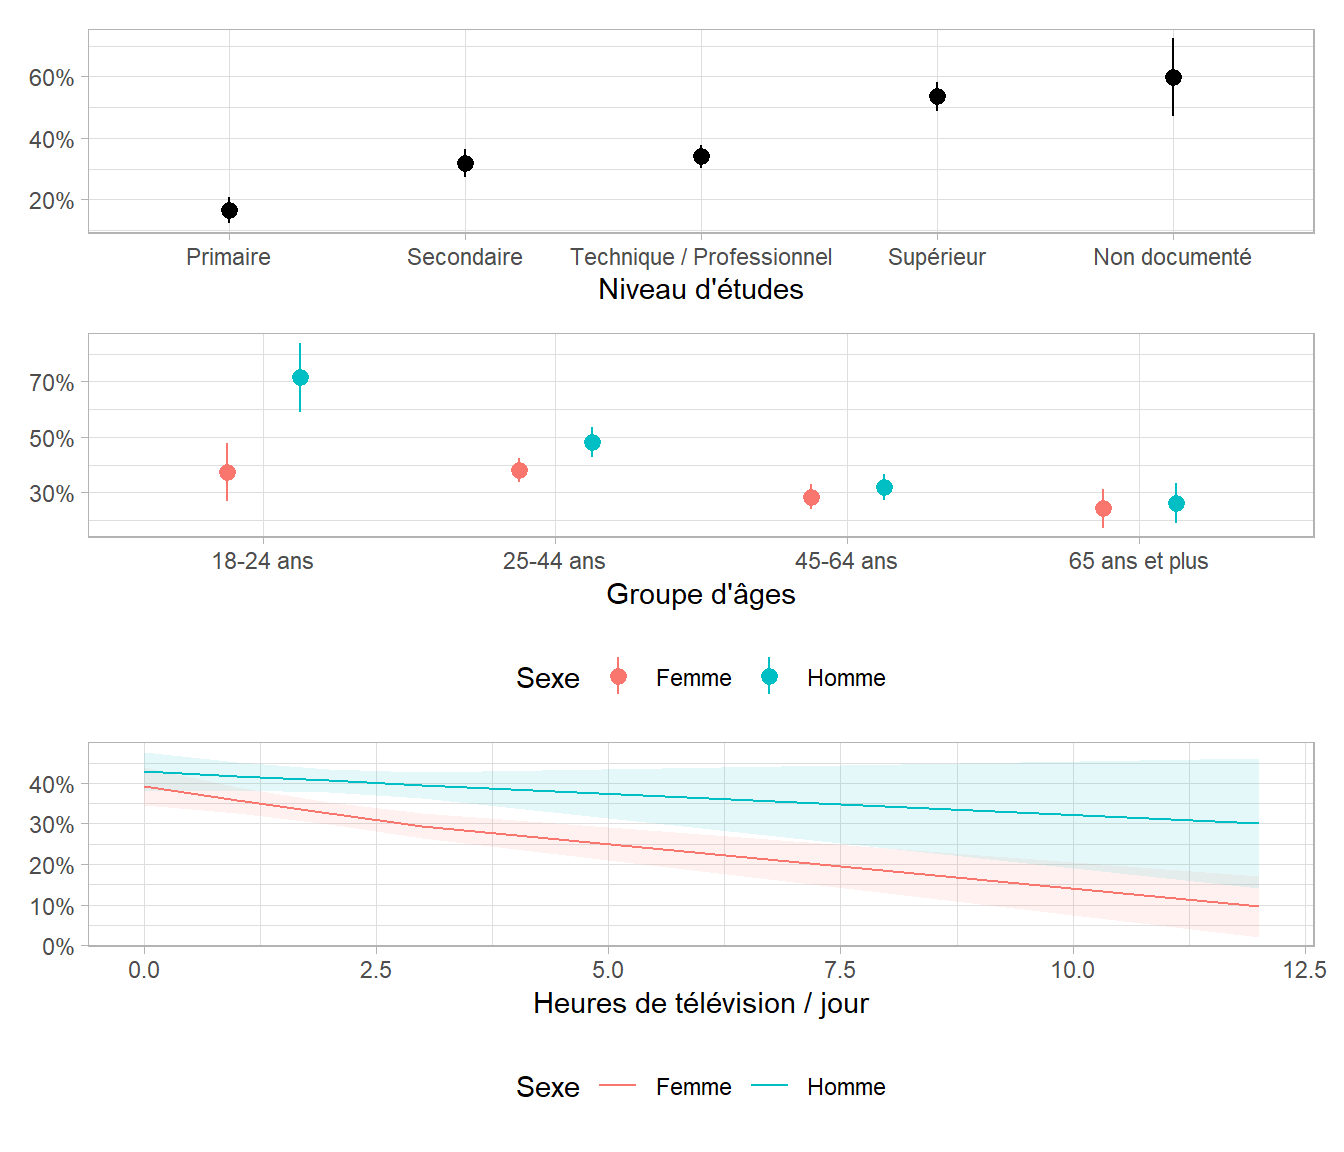 60%
40%
20%
Primaire Secondaire Technique / Professionnel Supérieur Non documenté
Niveau d'études
70%
50%
30%
18-24 ans 25-44 ans 45-64 ans 65 ans et plus
Groupe d'âges
Sexe Femme Homme
40%
30%
20%
10%
0%
0.0 2.5 5.0 7.5 10.0 12.5
Heures de télévision / jour
Sexe Femme Homme